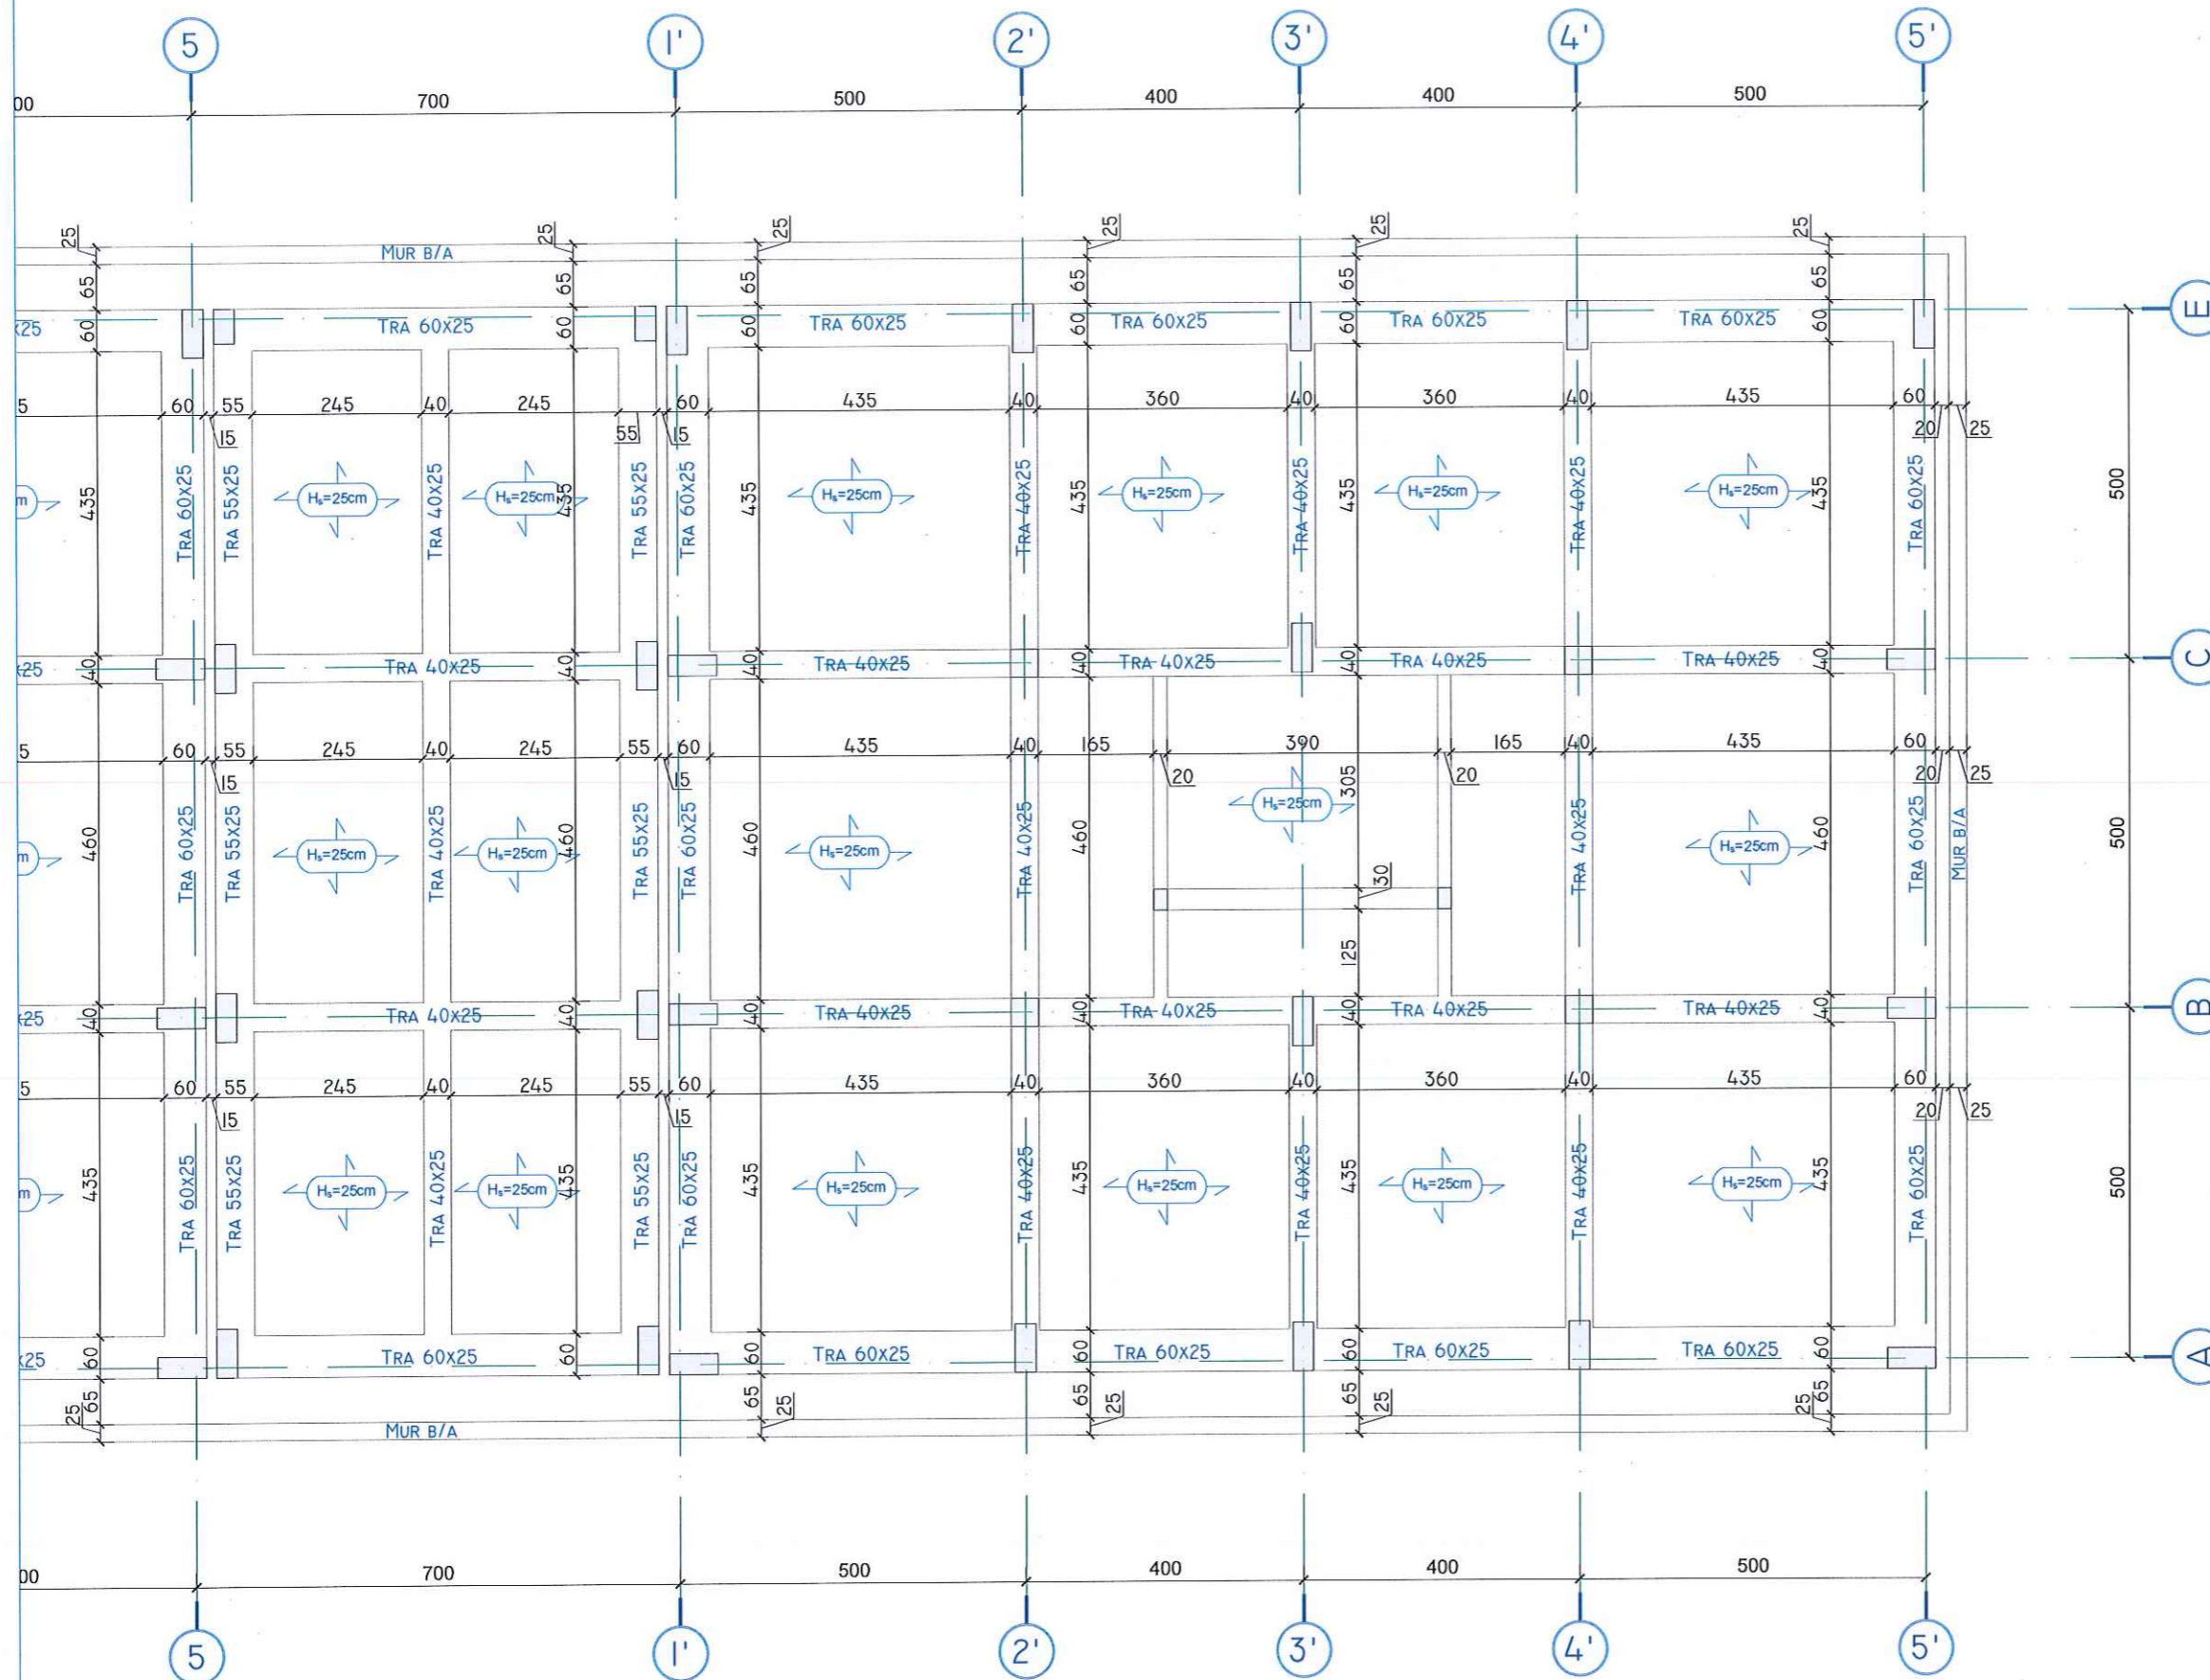 5 1' 2' 3' 4' 5'
00 700 500 400 400 500
25 25 25 25 25 25
MUR B/A
65 65 65 65 65 65
E
x25 TRA 60X25 TRA 60X25 TRA 60X25 TRA 60X25 TRA 60X25
60 60 60 60 60 60
5 60 55 245 40 245 60 435 40 360 40 360 40 435 60
15 55 15 20 25
TRA 60X25 TRA 55X25 TRA 40X25 TRA 55X25 TRA 60X25 TRA 40X25 TRA 40X25 TRA 40X25 TRA 60X25
m Hs=25cm Hs=25cm Hs=25cm Hs=25cm Hs=25cm Hs=25cm
435 435 435 435 435 435
500
C
x25 TRA 40X25 TRA 40X25 TRA 40X25 TRA 40X25 TRA 40X25
40 40 40 40 40 40
5 60 55 245 40 245 55 60 435 40 165 390 165 40 435 60
15 15 20 20 20 25
Hs=25cm
305
TRA 60X25 TRA 55X25 TRA 40X25 TRA 55X25 TRA 60X25 TRA 40X25 TRA 40X25 TRA 60X25 MUR B/A
m Hs=25cm Hs=25cm Hs=25cm Hs=25cm
460 460 460 460 460
500
30
125
B
x25 TRA 40X25 TRA 40X25 TRA 40X25 TRA 40X25 TRA 40X25
40 40 40 40 40 40
5 60 55 245 40 245 55 60 435 40 360 40 360 40 435 60
15 15 20 25
TRA 60X25 TRA 55X25 TRA 40X25 TRA 55X25 TRA 60X25 TRA 40X25 TRA 40X25 TRA 40X25 TRA 60X25
m Hs=25cm Hs=25cm Hs=25cm Hs=25cm Hs=25cm Hs=25cm
435 435 435 435 435 435
500
A
x25 TRA 60X25 TRA 60X25 TRA 60X25 TRA 60X25 TRA 60X25
60 60 60 60 60 60
65 65 65 65 65
25 25 25 25 25
MUR B/A
00 700 500 400 400 500
5 1' 2' 3' 4' 5'